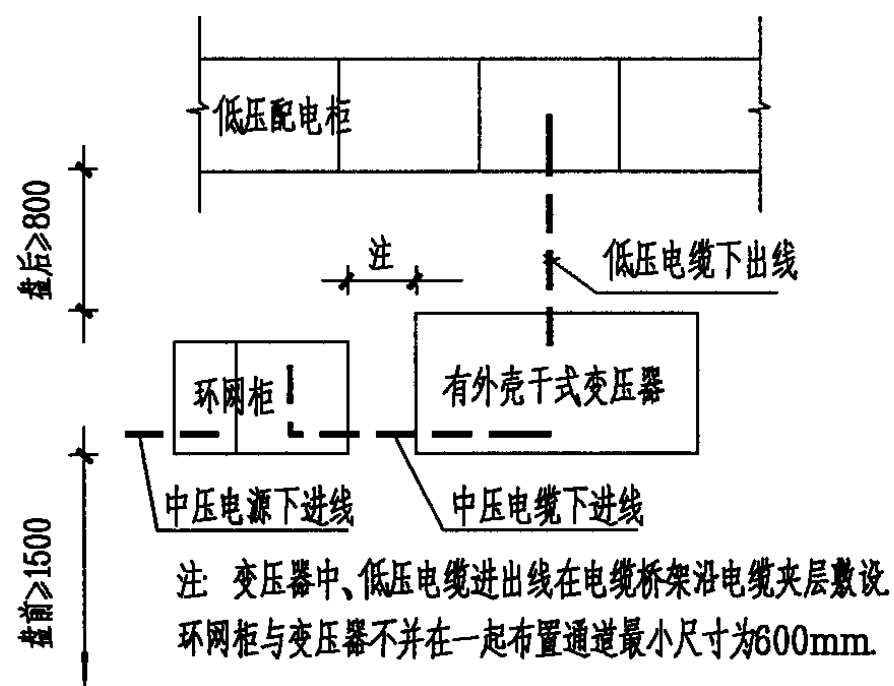 低压配电柜
盘后≥800
注
低压电缆下出线
环网柜
有外壳干式变压器
中压电源下进线
中压电缆下进线
盘前≥1500
注: 变压器中、低压电缆进出线在电缆桥架沿电缆夹层敷设.
环网柜与变压器不并在一起布置通道最小尺寸为600mm.